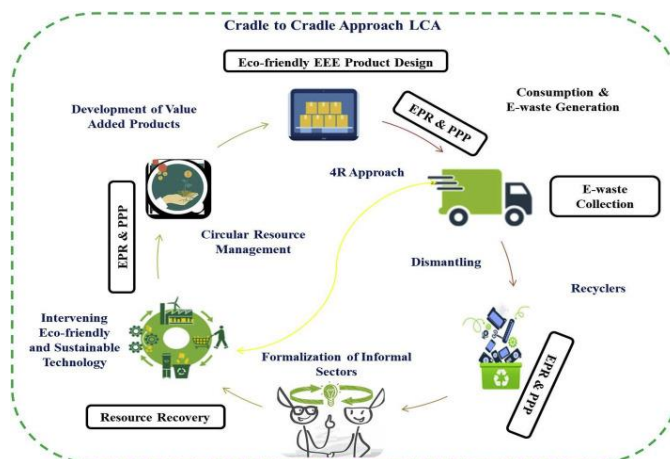 Cradle to Cradle Approach LCA
Eco-friendly EEE Product Design
Consumption &
E-waste Generation
Development of Value
Added Products
EPR & PPP
4R Approach
E-waste
Collection
EPR & PPP
Circular Resource
Management
Dismantling
Recyclers
Intervening
Eco-friendly
and Sustainable
Technology
Formalization of Informal
Sectors
EPR & PPP
Resource Recovery